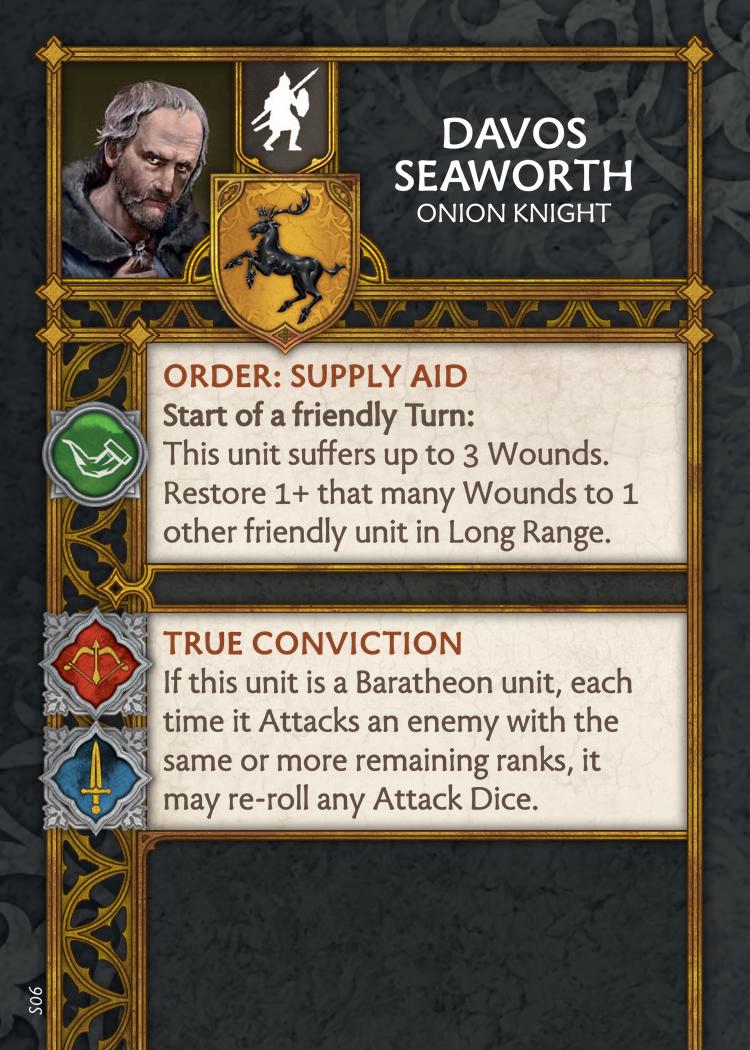 DAVOS
SEAWORTH
ONION KNIGHT
ORDER: SUPPLY AID
Start of a friendly Turn:
This unit suffers up to 3 Wounds.
Restore 1+ that many Wounds to 1
other friendly unit in Long Range.
TRUE CONVICTION
If this unit is a Baratheon unit, each
time it Attacks an enemy with the
same or more remaining ranks, it
may re-roll any Attack Dice.
S06